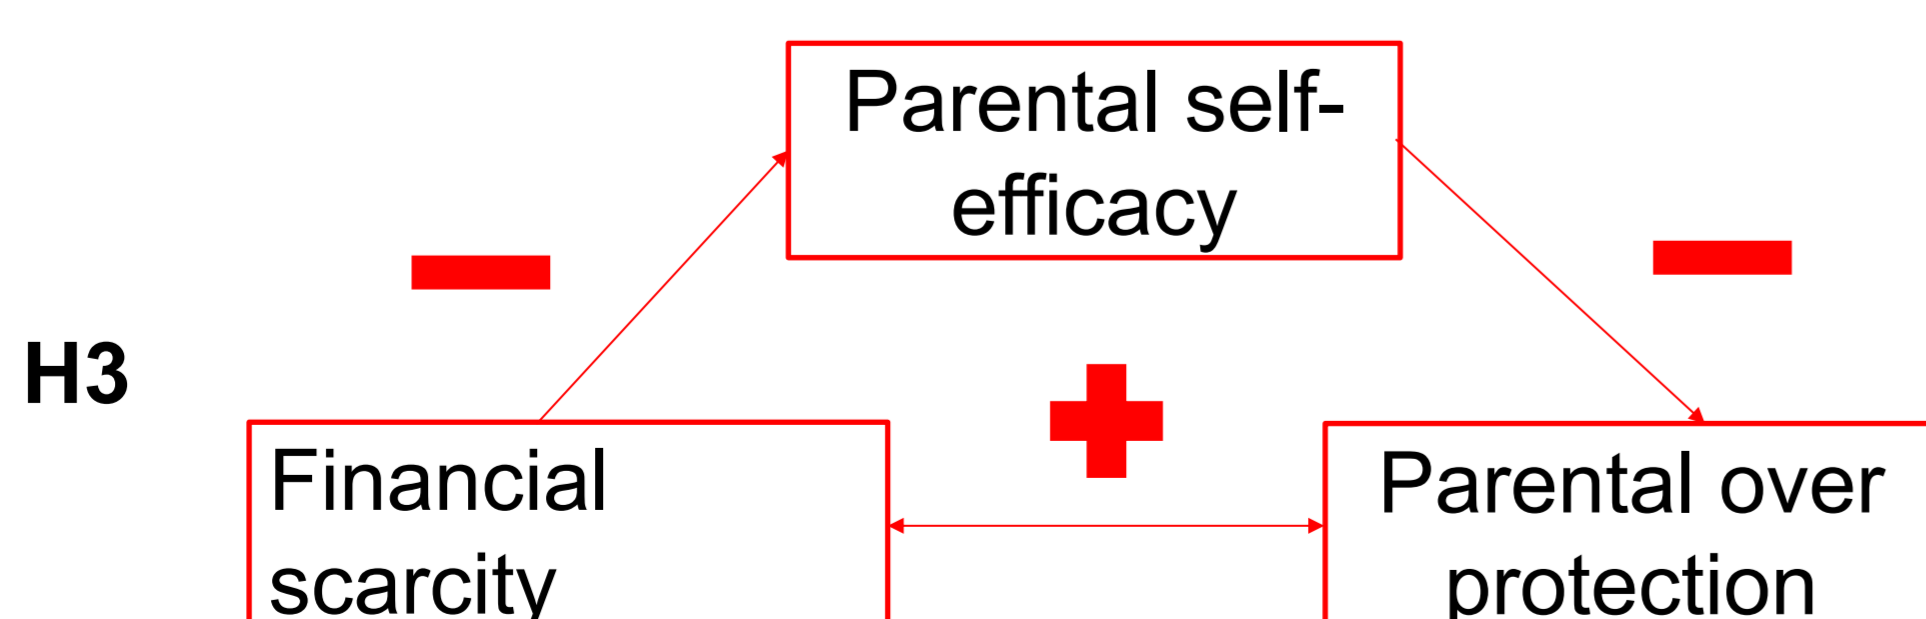 Parental self-
efficacy
H3
Financial
scarcity
Parental over
protection